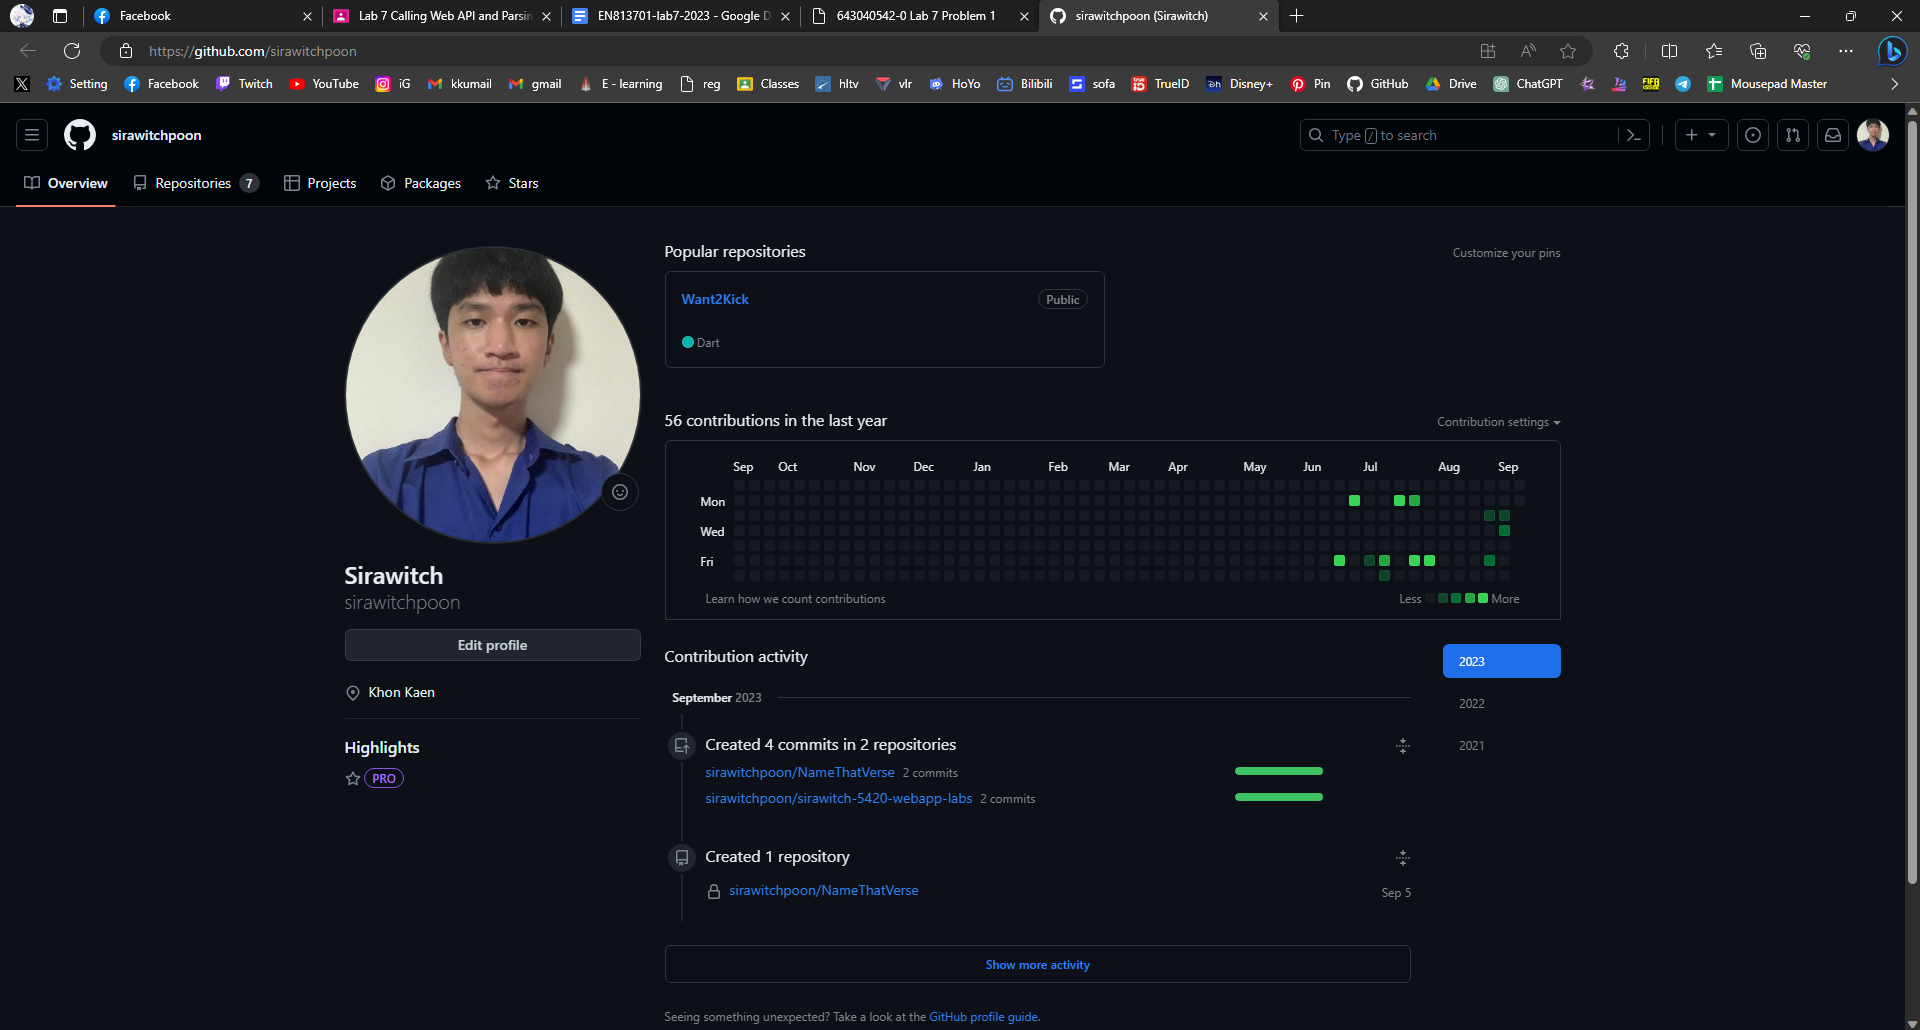 Facebook
Lab 7 Calling Web API and Parsin
EN813701-lab7-2023 - Google D
643040542-0 Lab 7 Problem 1
sirawitchpoon (Sirawitch)
https://github.com/sirawitchpoon
Setting
Facebook
Twitch
YouTube
iG
kkumail
gmail
E - learning
reg
Classes
hltv
vlr
HoYo
Bilibili
sofa
TrueID
Disney+
Pin
GitHub
Drive
ChatGPT
Mousepad Master
sirawitchpoon
Type / to search
Overview
Repositories 7
Projects
Packages
Stars
Popular repositories
Customize your pins
Want2Kick
Public
Dart
56 contributions in the last year
Contribution settings
Sep Oct Nov Dec Jan Feb Mar Apr May Jun Jul Aug Sep
Mon
Wed
Fri
Learn how we count contributions
Less More
Sirawitch
sirawitchpoon
Edit profile
Khon Kaen
Highlights
PRO
Contribution activity
2023
2022
2021
September 2023
Created 4 commits in 2 repositories
sirawitchpoon/NameThatVerse 2 commits
sirawitchpoon/sirawitch-5420-webapp-labs 2 commits
Created 1 repository
sirawitchpoon/NameThatVerse
Sep 5
Show more activity
Seeing something unexpected? Take a look at the GitHub profile guide.